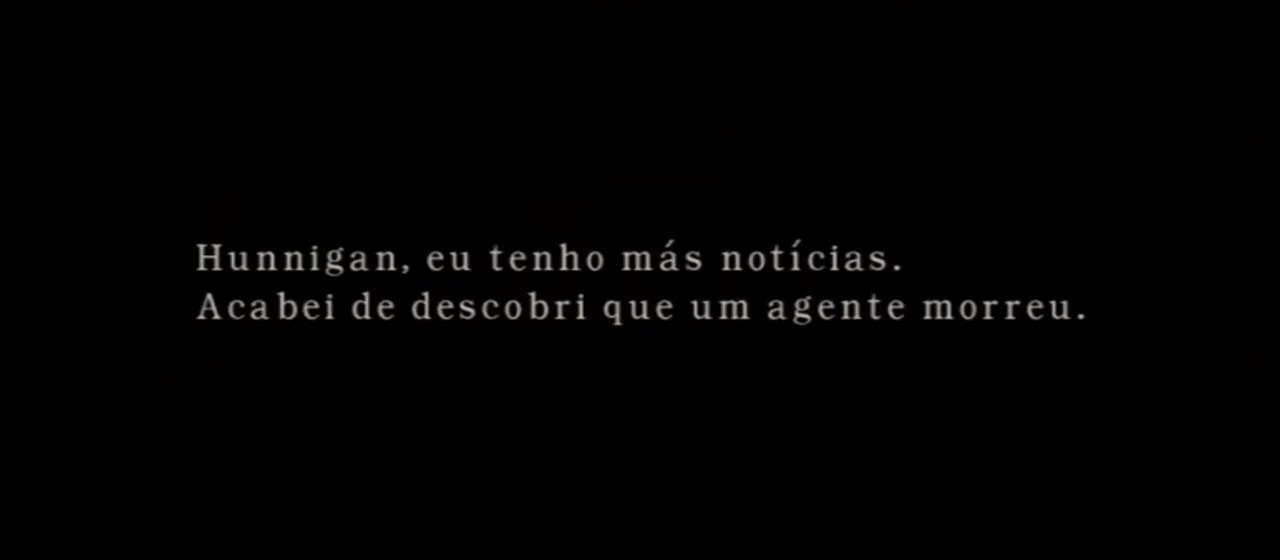 Hunnigan, eu tenho más notícias.
Acabei de descobri que um agente morreu.